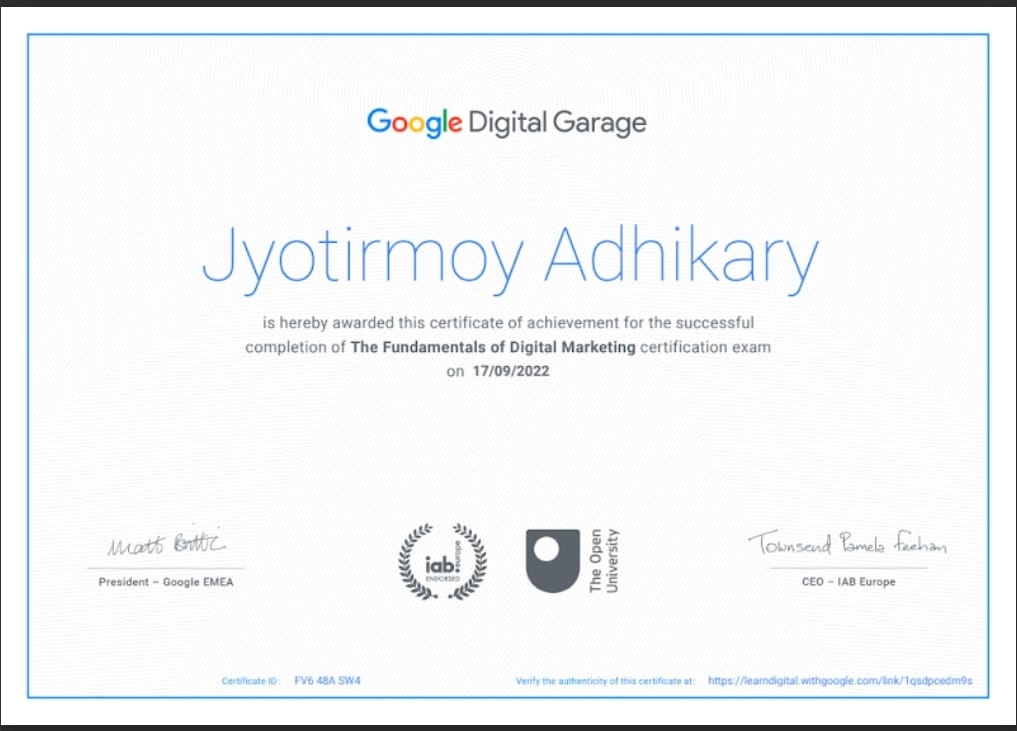 Google Digital Garage
Jyotirmoy Adhikary
is hereby awarded this certificate of achievement for the successful
completion of The Fundamentals of Digital Marketing certification exam
on 17/09/2022
Matt Brittin
President – Google EMEA
iab europe
ENDORSED
The Open
University
Townsend Pamela Feehan
CEO – IAB Europe
Certificate ID: FV6 48A SW4
Verify the authenticity of this certificate at: https://learndigital.withgoogle.com/link/1qsdpcedm9s